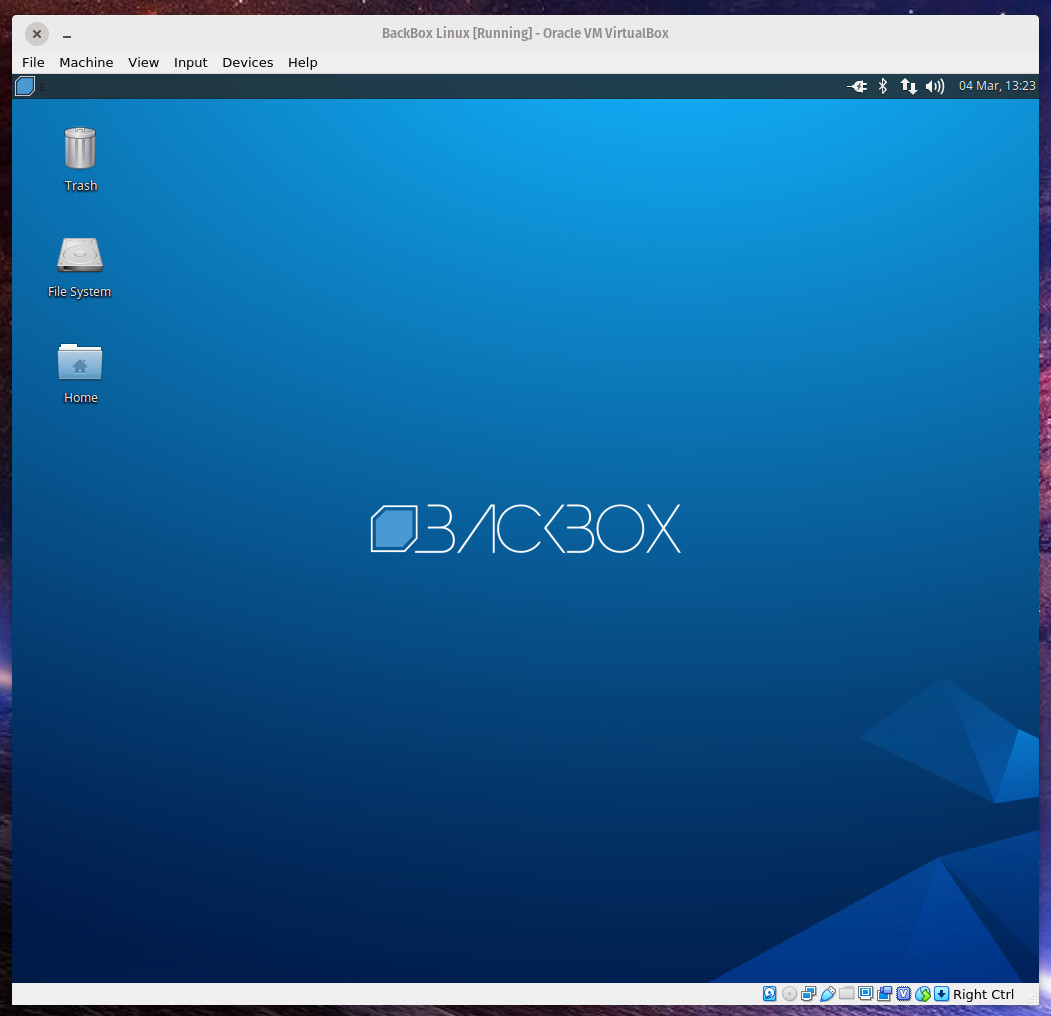 BackBox Linux [Running] - Oracle VM VirtualBox
File Machine View Input Devices Help
04 Mar, 13:23
Trash
File System
Home
BACKBOX
Right Ctrl